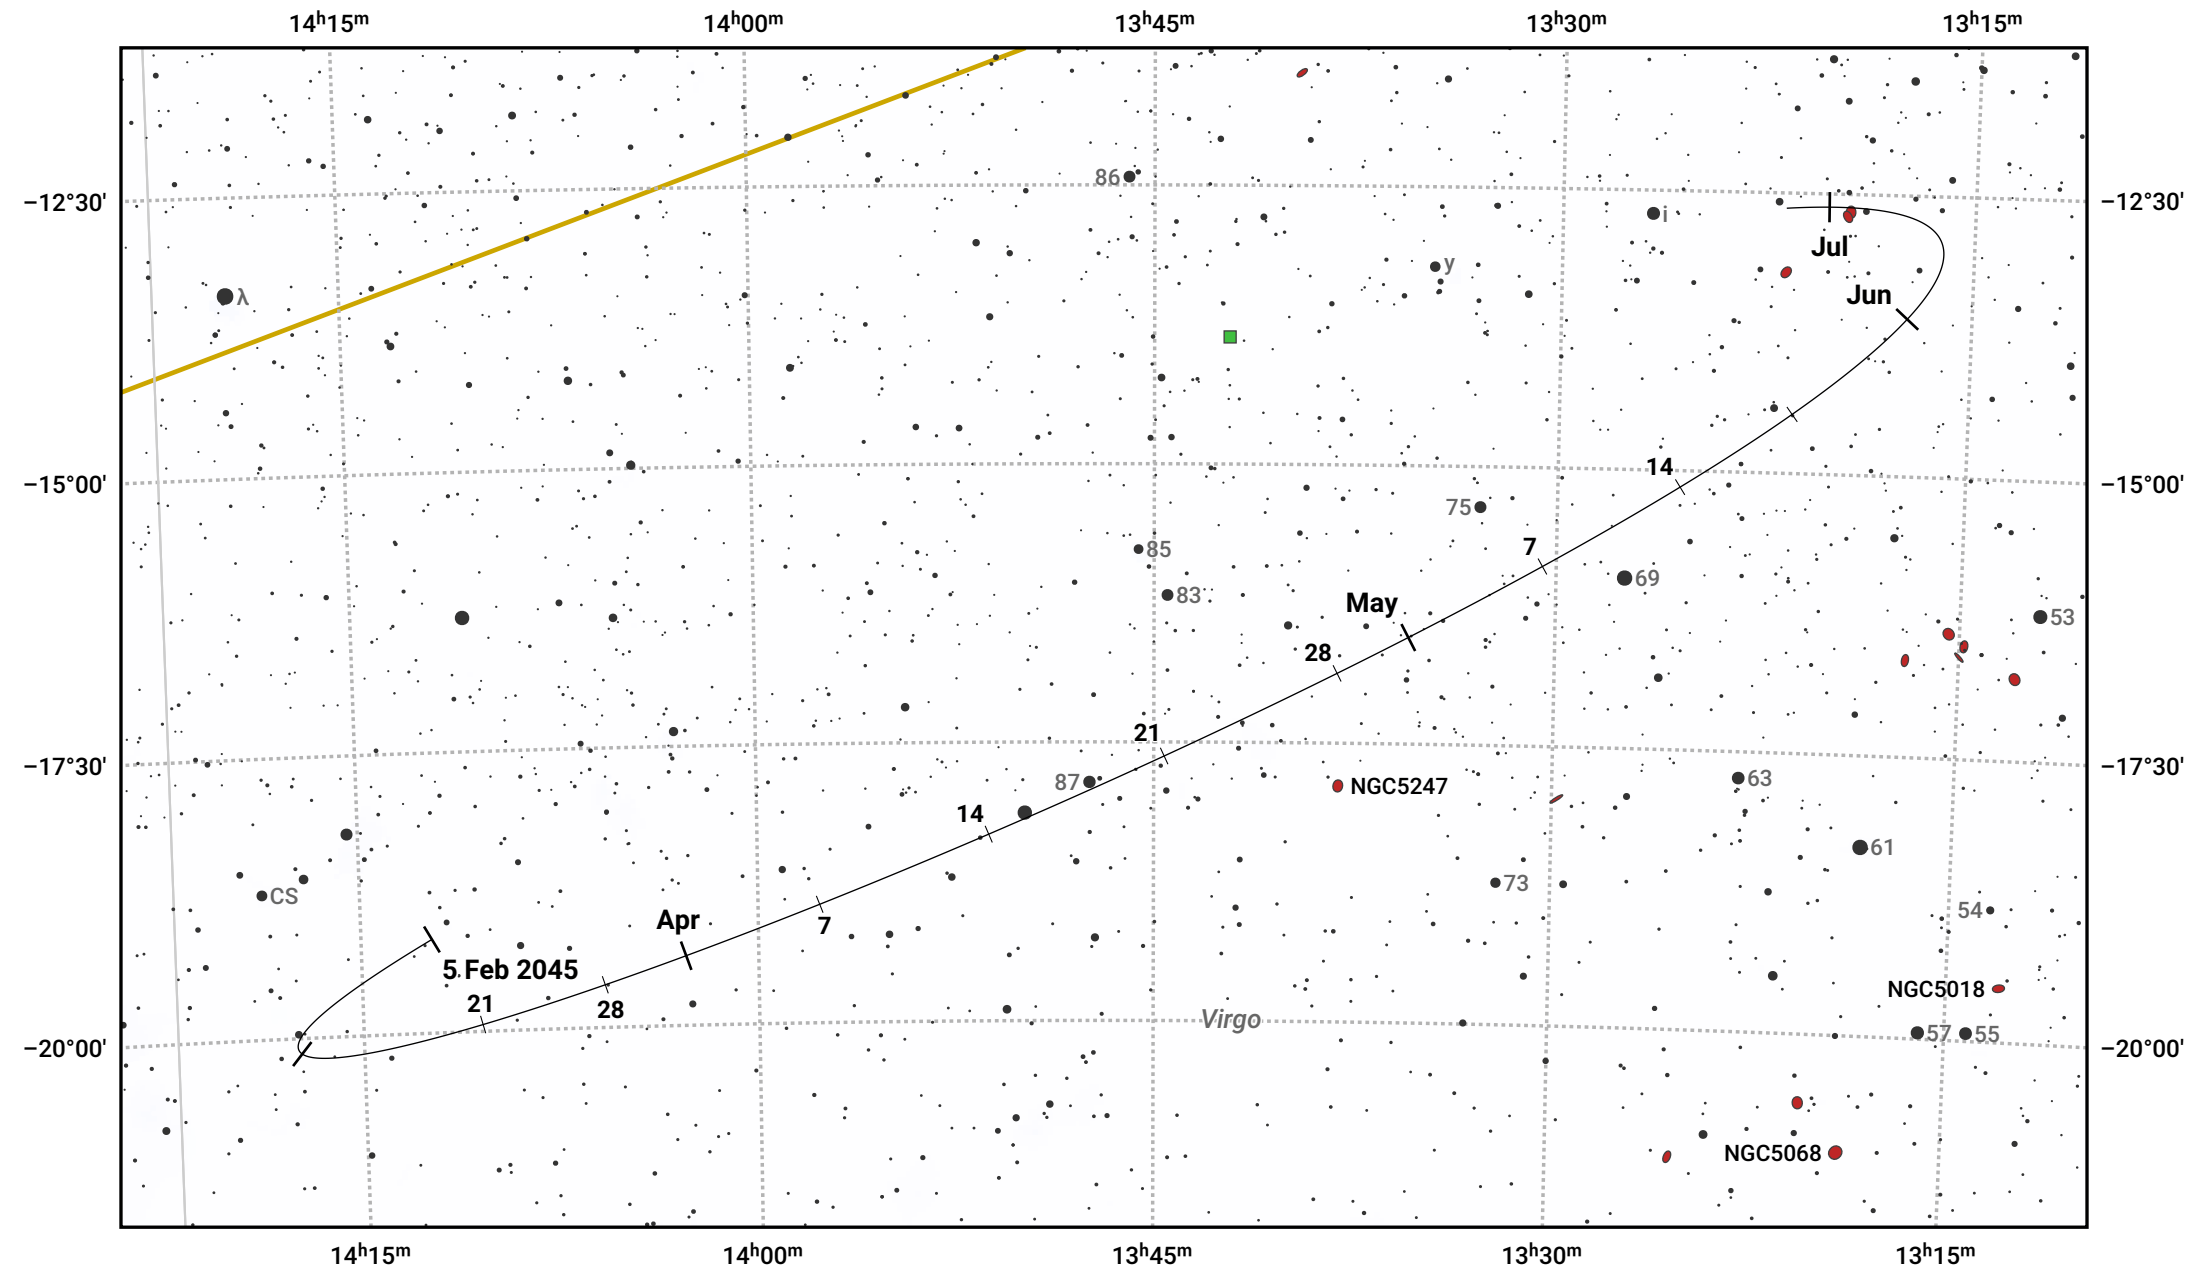 14ʰ15ᵐ 14ʰ00ᵐ 13ʰ45ᵐ 13ʰ30ᵐ 13ʰ15ᵐ
86
−12°30' −12°30'
i
Jul
y
λ
Jun
14
−15°00' −15°00'
75
7
85
69
83
May
53
28
21
−17°30' −17°30'
87
NGC5247
63
14
61
73
CS
54
Apr
7
5 Feb 2045
NGC5018
21
28
Virgo
57
55
−20°00' −20°00'
NGC5068
14ʰ15ᵐ 14ʰ00ᵐ 13ʰ45ᵐ 13ʰ30ᵐ 13ʰ15ᵐ